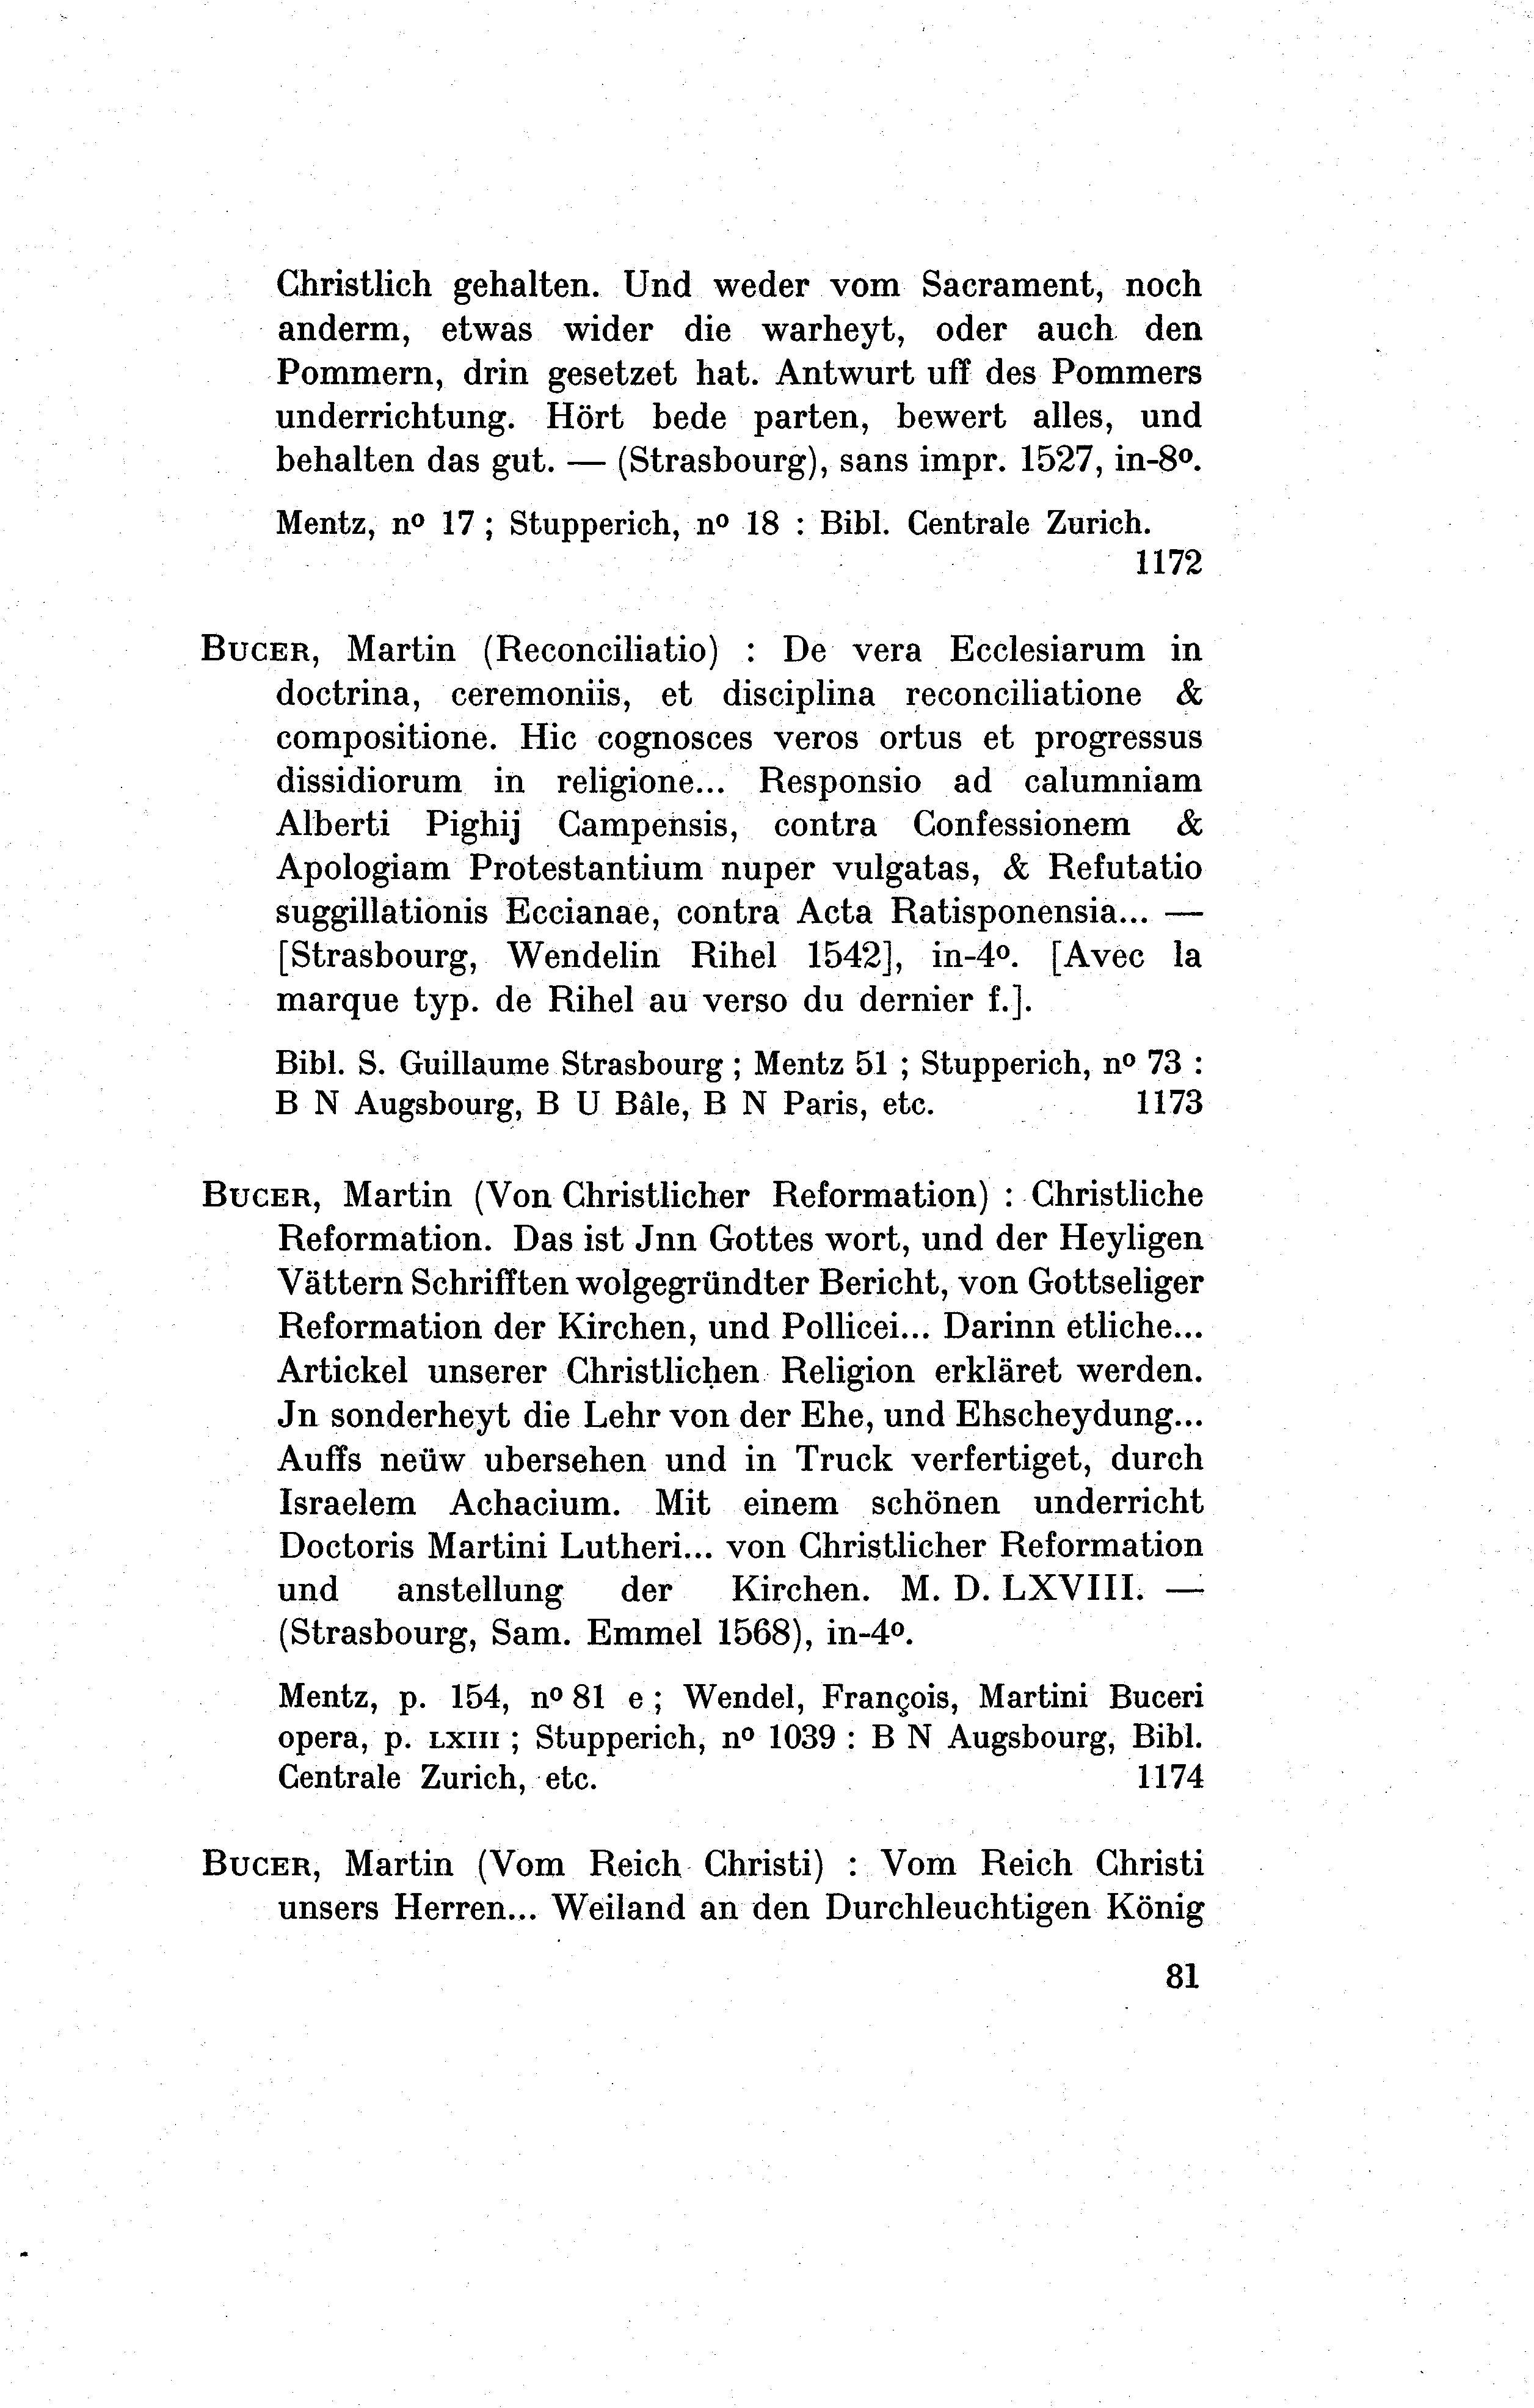 Christlich gehalten. Und weder vom Sacrament, noch
anderm, etwas wider die warheyt, oder auch den
Pommern, drin gesetzet hat. Antwurt uff des Pommers
underrichtung. Hört bede parten, bewert alles, und
behalten das gut. — (Strasbourg), sans impr. 1527, in-8º.
Mentz, nº 17 ; Stupperich, nº 18 : Bibl. Centrale Zurich.
1172
BUCER, Martin (Reconciliatio) : De vera Ecclesiarum in
doctrina, ceremoniis, et disciplina reconciliatione &
compositione. Hic cognosces veros ortus et progressus
dissidiorum in religione... Responsio ad calumniam
Alberti Pighij Campensis, contra Confessionem &
Apologiam Protestantium nuper vulgatas, & Refutatio
suggillationis Eccianae, contra Acta Ratisponensia... —
[Strasbourg, Wendelin Rihel 1542], in-4º. [Avec la
marque typ. de Rihel au verso du dernier f.].
Bibl. S. Guillaume Strasbourg ; Mentz 51 ; Stupperich, nº 73 :
B N Augsbourg, B U Bâle, B N Paris, etc. 1173
BUCER, Martin (Von Christlicher Reformation) : Christliche
Reformation. Das ist Jnn Gottes wort, und der Heyligen
Vättern Schrifften wolgegründter Bericht, von Gottseliger
Reformation der Kirchen, und Pollicei... Darinn etliche...
Artickel unserer Christlichen Religion erkläret werden.
Jn sonderheyt die Lehr von der Ehe, und Ehscheydung...
Auffs neüw ubersehen und in Truck verfertiget, durch
Israelem Achacium. Mit einem schönen underricht
Doctoris Martini Lutheri... von Christlicher Reformation
und anstellung der Kirchen. M. D. LXVIII. —
(Strasbourg, Sam. Emmel 1568), in-4º.
Mentz, p. 154, nº 81 e ; Wendel, François, Martini Buceri
opera, p. LXIII ; Stupperich, nº 1039 : B N Augsbourg, Bibl.
Centrale Zurich, etc. 1174
BUCER, Martin (Vom Reich Christi) : Vom Reich Christi
unsers Herren... Weiland an den Durchleuchtigen König
81